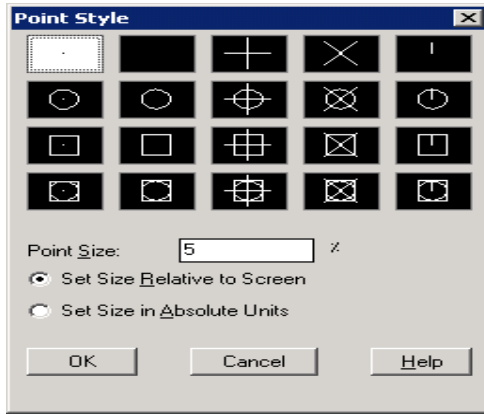 Point Style
Point Size: 5 %
Set Size Relative to Screen
Set Size in Absolute Units
OK Cancel Help